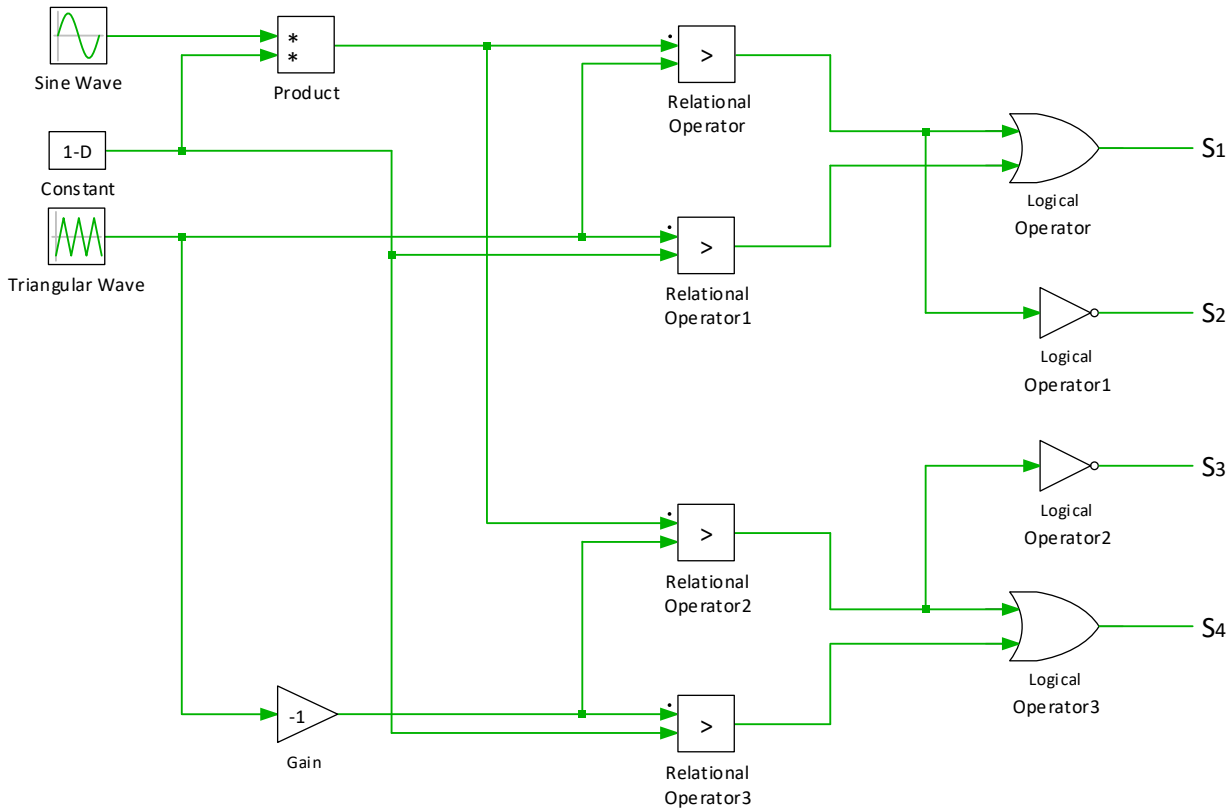 *
*
Sine Wave
Product
>
Relational
Operator
1-D
Constant
Triangular Wave
>
Relational
Operator1
Logical
Operator
S1
Logical
Operator1
S2
Logical
Operator2
S3
>
Relational
Operator2
Logical
Operator3
S4
-1
Gain
>
Relational
Operator3